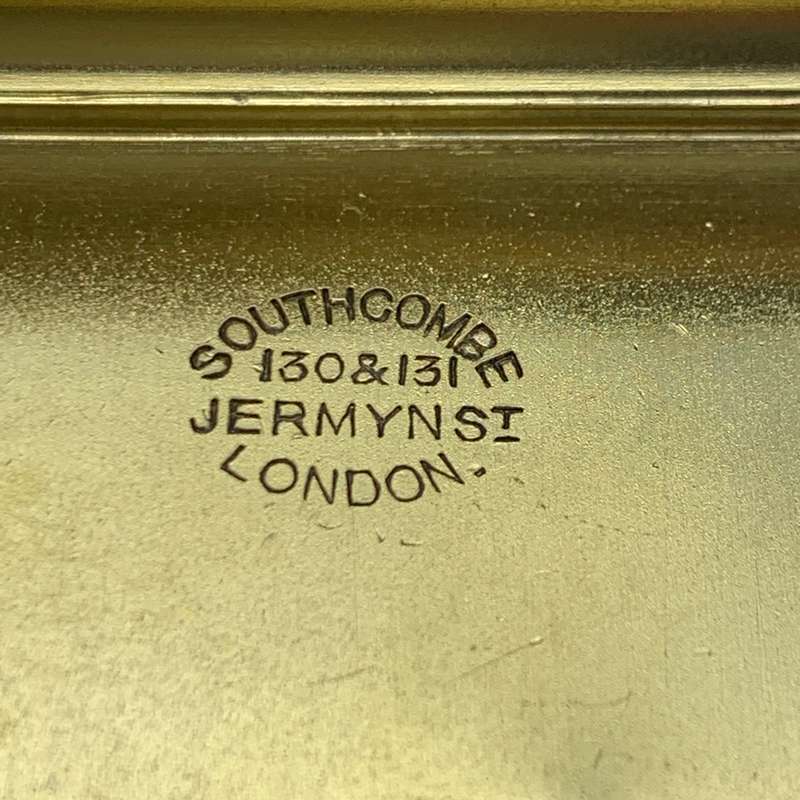 SOUTHCOMBE
130 & 131
JERMYN ST
LONDON.